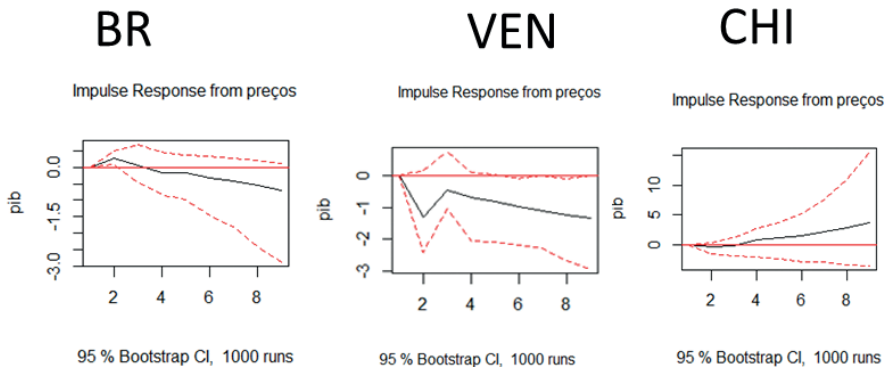 BR VEN CHI
Impulse Response from preços Impulse Response from preços Impulse Response from preços
pib
0.0
-1.5
-3.0
2 4 6 8
95 % Bootstrap CI, 1000 runs
pib
0
-1
-2
-3
2 4 6 8
95 % Bootstrap CI, 1000 runs
pib
10
5
0
2 4 6 8
95 % Bootstrap CI, 1000 runs